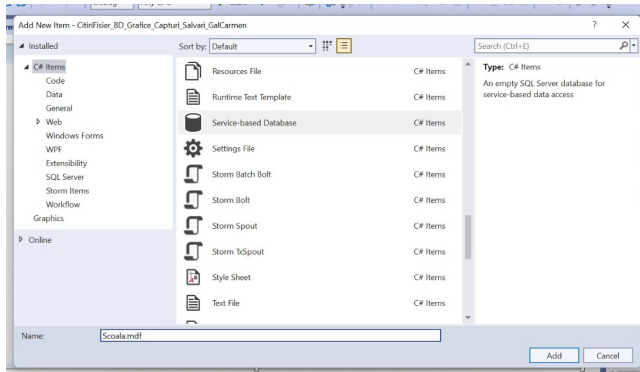 Add New Item - CitiriFisier_BD_Grafice_Capturi_Salvari_GalCarmen ? ×
Installed
Sort by: Default
Search (Ctrl+E)
C# Items
Code
Data
General
Web
Windows Forms
WPF
Extensibility
SQL Server
Storm Items
Workflow
Graphics
Online
Resources File C# Items
Runtime Text Template C# Items
Service-based Database C# Items
Settings File C# Items
Storm Batch Bolt C# Items
Storm Bolt C# Items
Storm Spout C# Items
Storm TxSpout C# Items
Style Sheet C# Items
Text File C# Items
Type: C# Items
An empty SQL Server database for
service-based data access
Name: Scoala.mdf
Add Cancel